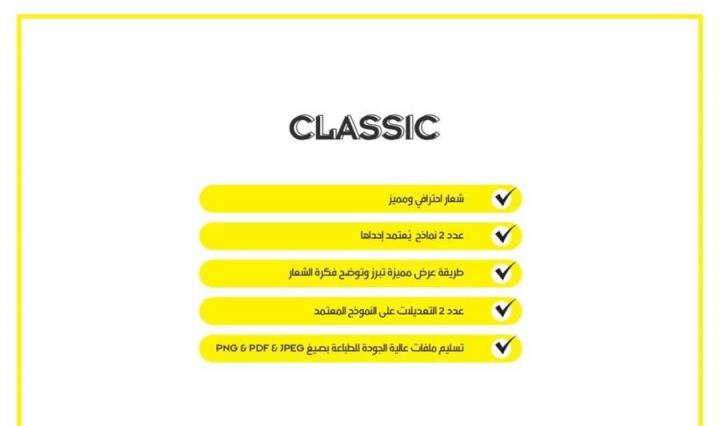 CLASSIC
شعار احترافي ومميز
عدد 2 نماذج يُعتمد إحداها
طريقة عرض مميزة تبرز وتوضح فكرة الشعار
عدد 2 التعديلات على النموذج المعتمد
تسليم ملفات عالية الجودة للطباعة بصيغ PNG & PDF & JPEG